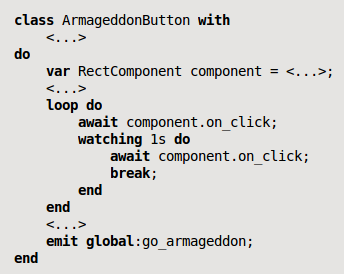 class ArmageddonButton with
    <...>
do
    var RectComponent component = <...>;
    <...>
    loop do
        await component.on_click;
        watching 1s do
            await component.on_click;
            break;
        end
    end
    <...>
    emit global:go_armageddon;
end